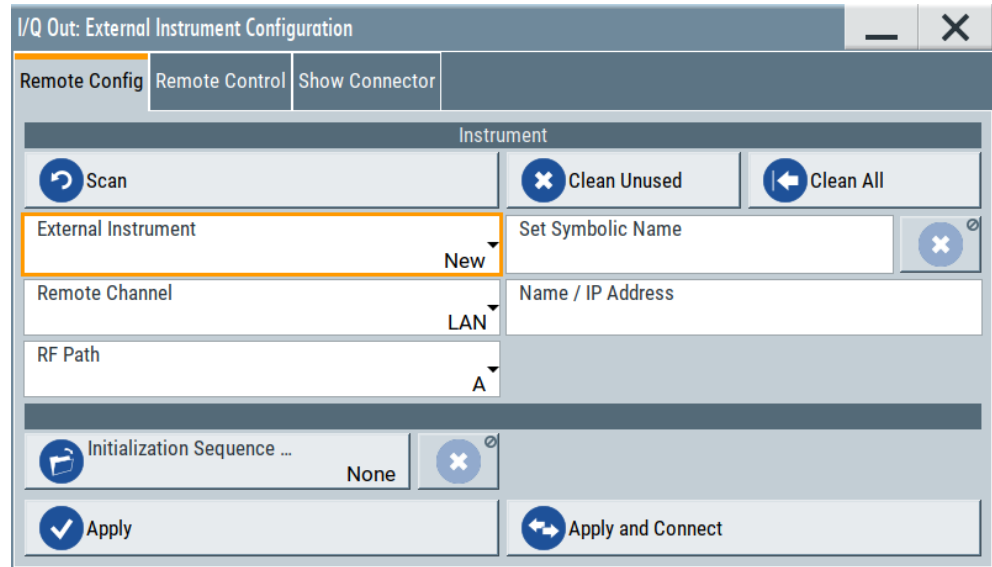 I/Q Out: External Instrument Configuration
Remote Config Remote Control Show Connector
Instrument
Scan Clean Unused Clean All
External Instrument Set Symbolic Name
New
Remote Channel Name / IP Address
LAN
RF Path
A
Initialization Sequence ...
None
Apply Apply and Connect